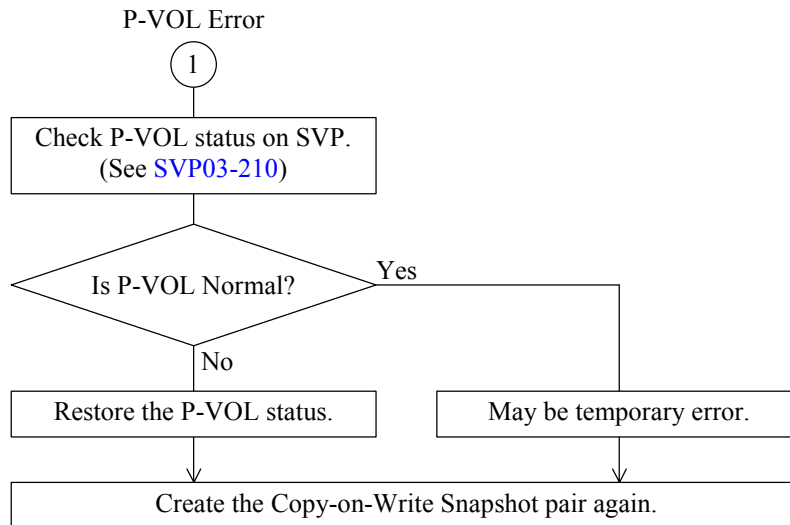 P-VOL Error
1
Check P-VOL status on SVP.
(See SVP03-210)
Is P-VOL Normal?
Yes
No
Restore the P-VOL status.
May be temporary error.
Create the Copy-on-Write Snapshot pair again.